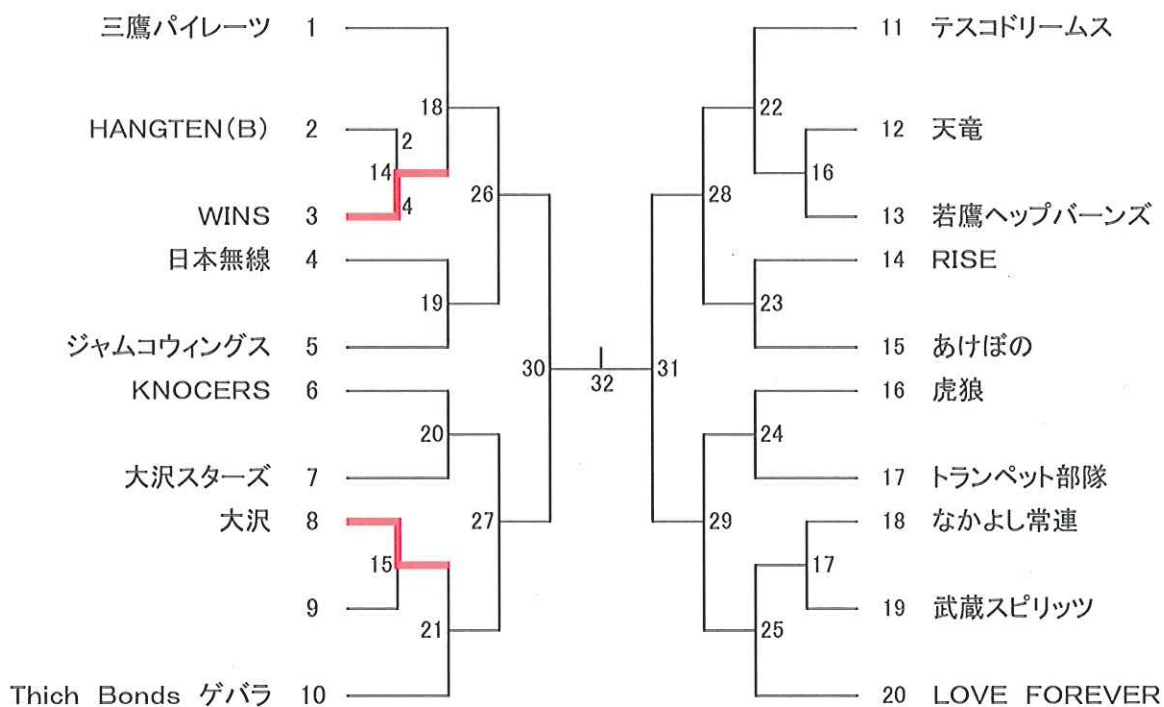 三鷹パイレーツ 1
11 テスコドリームス
18
22
HANGTEN(B) 2
2
12 天竜
14
16
26
28
WINS 3
4
13 若鷹ヘップバーンズ
日本無線 4
14 RISE
19
23
ジャムコウィングス 5
15 あけぼの
30
32
31
KNOCERS 6
16 虎狼
20
24
大沢スターズ 7
17 トランペット部隊
大沢 8
27
29
18 なかよし常連
15
17
9
19 武蔵スピリッツ
21
25
Thich Bonds ゲバラ 10
20 LOVE FOREVER